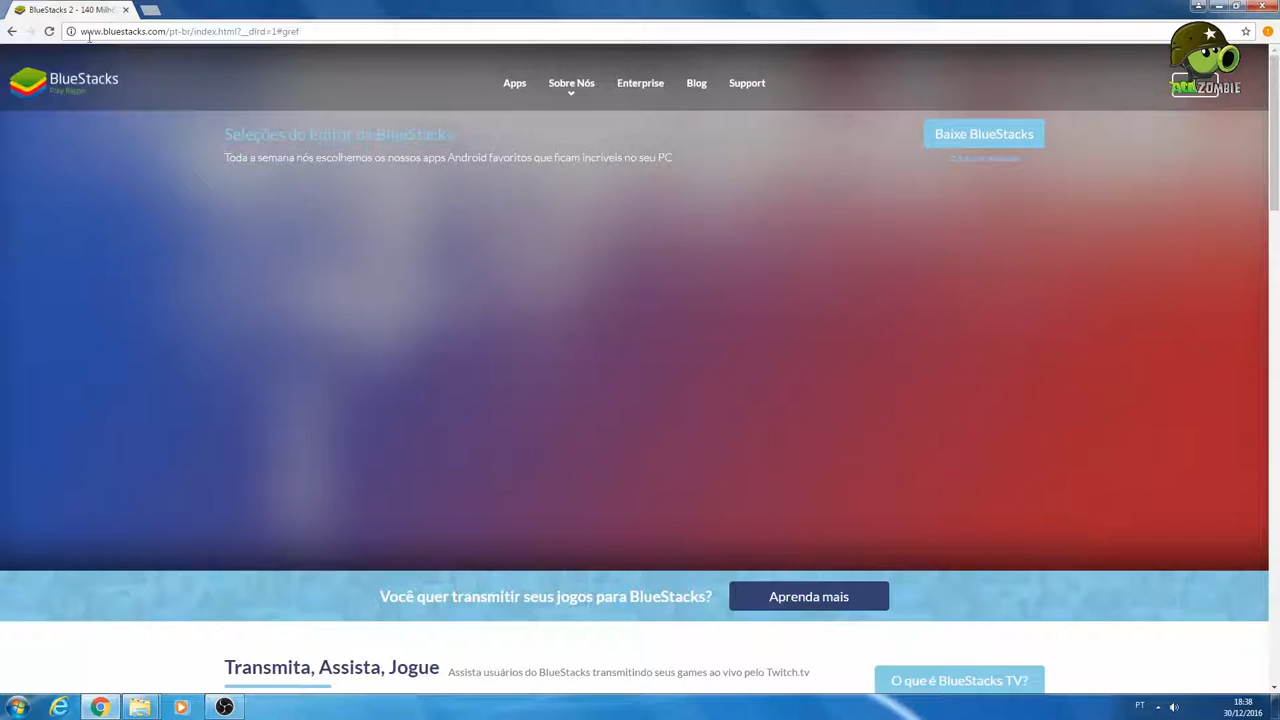 BlueStacks 2 - 140 Milhõ
www.bluestacks.com/pt-br/index.html?__dlrd=1#gref
BlueStacks
Play Bigger
Apps
Sobre Nós
Enterprise
Blog
Support
ZOMBIE
Seleções do Editor da BlueStacks
Baixe BlueStacks
Toda a semana nós escolhemos os nossos apps Android favoritos que ficam incríveis no seu PC
Você quer transmitir seus jogos para BlueStacks?
Aprenda mais
Transmita, Assista, Jogue
Assista usuários do BlueStacks transmitindo seus games ao vivo pelo Twitch.tv
O que é BlueStacks TV?
PT
18:38
30/12/2016